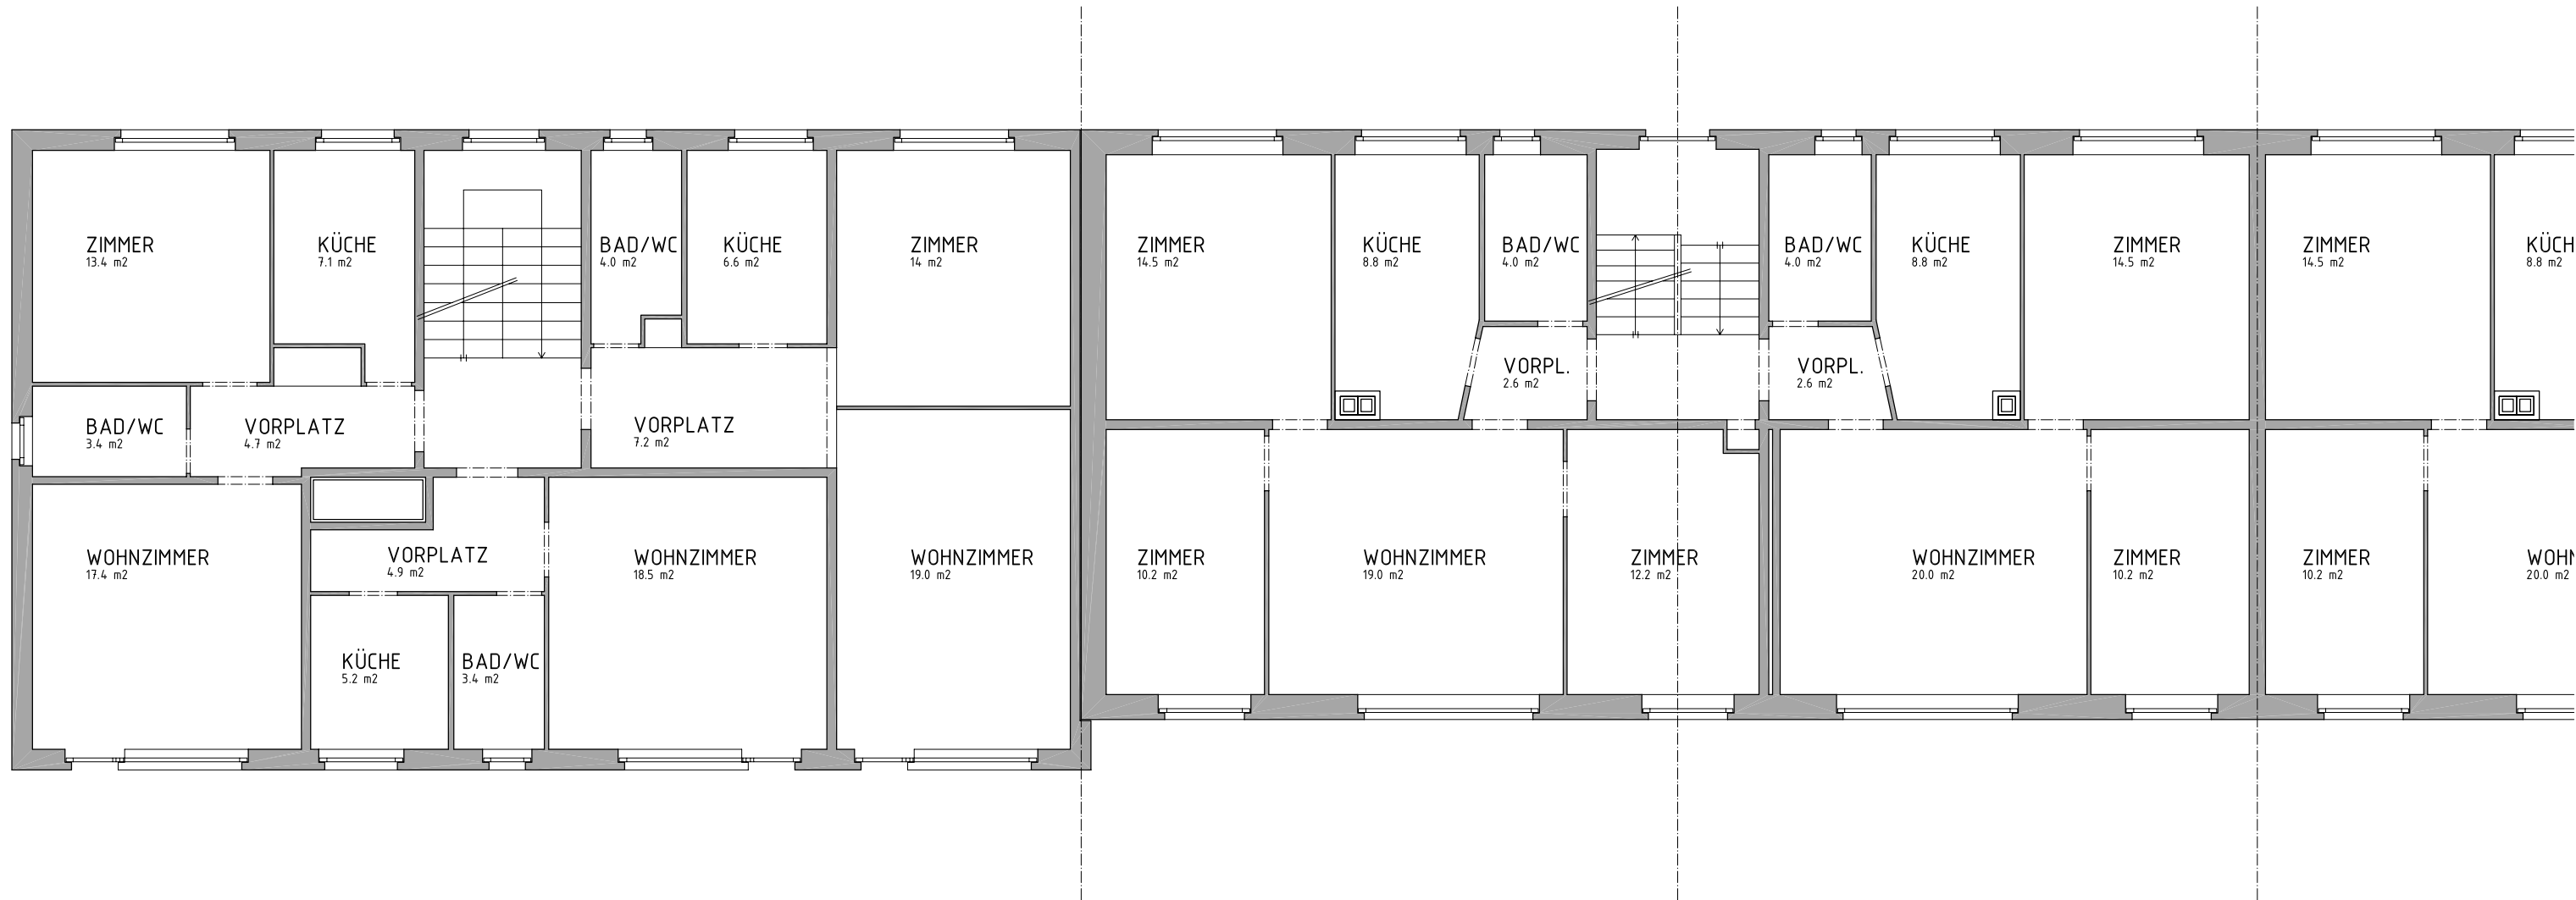 ZIMMER
13.4 m2
KÜCHE
7.1 m2
BAD/WC
4.0 m2
KÜCHE
6.6 m2
ZIMMER
14 m2
ZIMMER
14.5 m2
KÜCHE
8.8 m2
BAD/WC
4.0 m2
BAD/WC
4.0 m2
KÜCHE
8.8 m2
ZIMMER
14.5 m2
ZIMMER
14.5 m2
KÜCH
8.8 m2
BAD/WC
3.4 m2
VORPLATZ
4.7 m2
VORPLATZ
7.2 m2
VORPL.
2.6 m2
VORPL.
2.6 m2
WOHNZIMMER
17.4 m2
VORPLATZ
4.9 m2
WOHNZIMMER
18.5 m2
WOHNZIMMER
19.0 m2
ZIMMER
10.2 m2
WOHNZIMMER
19.0 m2
ZIMMER
12.2 m2
WOHNZIMMER
20.0 m2
ZIMMER
10.2 m2
ZIMMER
10.2 m2
WOHN
20.0 m2
KÜCHE
5.2 m2
BAD/WC
3.4 m2